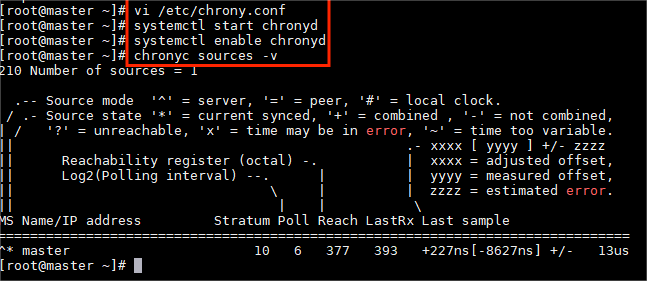 [root@master ~]# vi /etc/chrony.conf
[root@master ~]# systemctl start chronyd
[root@master ~]# systemctl enable chronyd
[root@master ~]# chronyc sources -v
210 Number of sources = 1
  .-- Source mode  '^' = server, '=' = peer, '#' = local clock.
 / .- Source state '*' = current synced, '+' = combined , '-' = not combined,
| /   '?' = unreachable, 'x' = time may be in error, '~' = time too variable.
||                                                 .- xxxx [ yyyy ] +/- zzzz
||      Reachability register (octal) -.           |  xxxx = adjusted offset,
||      Log2(Polling interval) --.      |          |  yyyy = measured offset,
||                                \     |          |  zzzz = estimated error.
||                                 |    |           \
MS Name/IP address         Stratum Poll Reach LastRx Last sample
===============================================================================
^* master                       10   6   377   393   +227ns[-8627ns] +/-   13us
[root@master ~]#